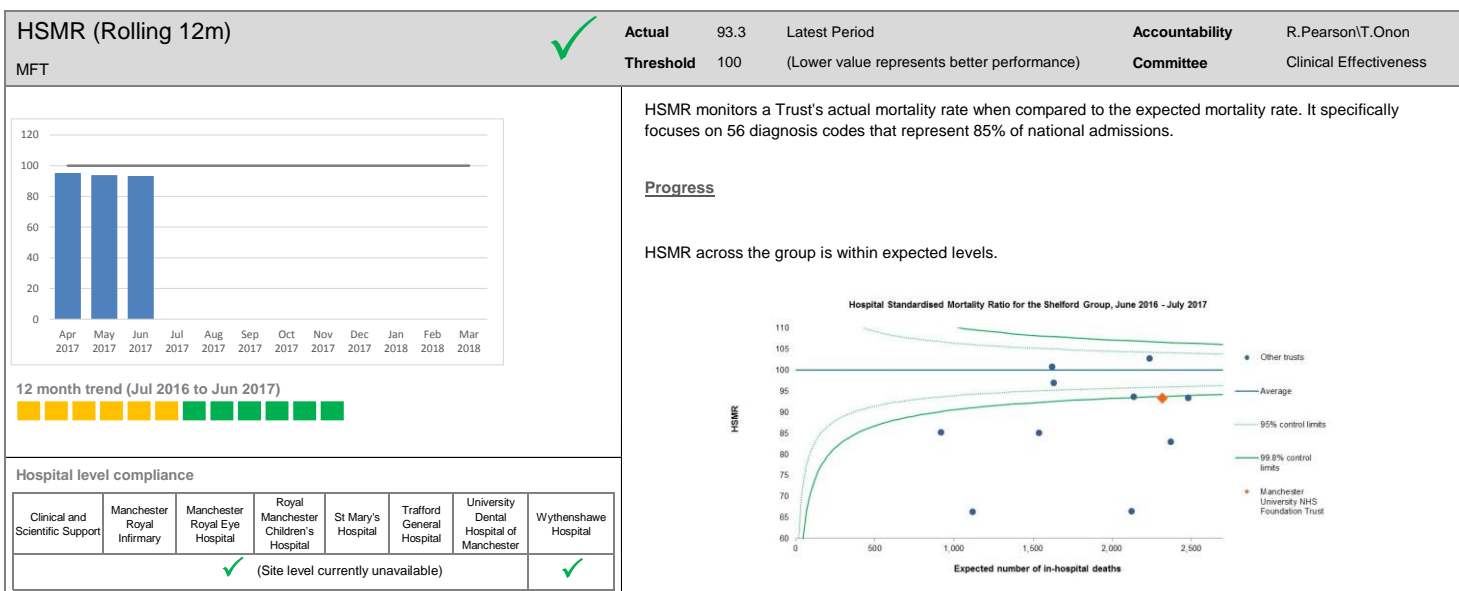 HSMR (Rolling 12m)
MFT
Actual 93.3 Latest Period Accountability R.Pearson\T.Onon
Threshold 100 (Lower value represents better performance) Committee Clinical Effectiveness
120
100
80
60
40
20
0
Apr May Jun Jul Aug Sep Oct Nov Dec Jan Feb Mar
2017 2017 2017 2017 2017 2017 2017 2017 2017 2018 2018 2018
12 month trend (Jul 2016 to Jun 2017)
Hospital level compliance
Clinical and
Scientific Support
Manchester
Royal
Infirmary
Manchester
Royal Eye
Hospital
Royal
Manchester
Children's
Hospital
St Mary's
Hospital
Trafford
General
Hospital
University
Dental
Hospital of
Manchester
Wythenshawe
Hospital
(Site level currently unavailable)
HSMR monitors a Trust's actual mortality rate when compared to the expected mortality rate. It specifically
focuses on 56 diagnosis codes that represent 85% of national admissions.
Progress
HSMR across the group is within expected levels.
Hospital Standardised Mortality Ratio for the Shelford Group, June 2016 - July 2017
HSMR
110
105
100
95
90
85
80
75
70
65
60
0 500 1,000 1,500 2,000 2,500
Expected number of in-hospital deaths
Other trusts
Average
95% control limits
99.8% control
limits
Manchester
University NHS
Foundation Trust